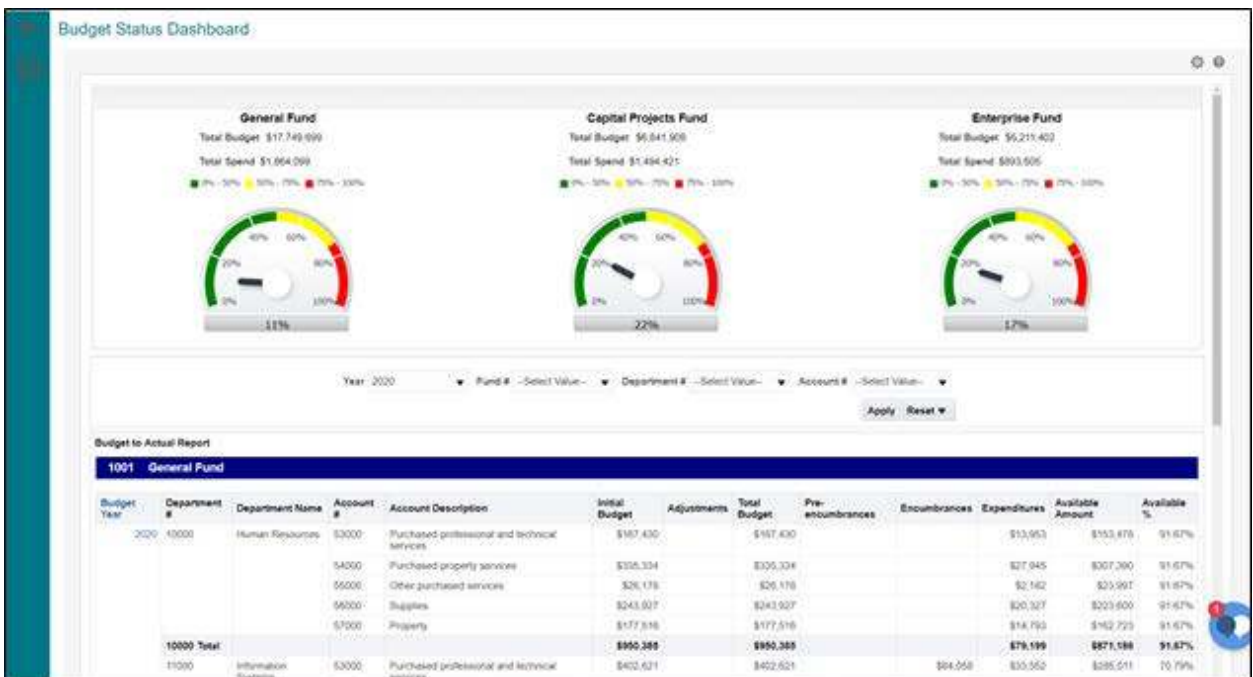 Budget Status Dashboard
General Fund
Capital Projects Fund
Enterprise Fund
Total Budget $17,749,699
Total Budget
Total Budget $5,211,402
Total Spend
Total Spend $1,494,421
Total Spend
0% - 50% 50% - 75% 75% - 100%
0% - 50% 50% - 75% 75% - 100%
0% - 50% 50% - 75% 75% - 100%
0% 20% 40% 60% 80% 100%
0% 20% 40% 60% 80% 100%
0% 20% 40% 60% 80% 100%
11%
22%
17%
Year 2020 Fund # --Select Value-- Department # --Select Value-- Account # --Select Value--
Apply Reset
Budget to Actual Report
1001 General Fund
Budget Year Department # Department Name Account # Account Description Initial Budget Adjustments Total Budget Pre-encumbrances Encumbrances Expenditures Available Amount Available %
2020 10000 Human Resources 53000 Purchased professional and technical services $167,430 $167,430 $13,953 $153,478 91.67%
54000 Purchased property services $335,334 $335,334 $27,945 $307,390 91.67%
55000 Other purchased services $26,178 $26,178 $2,182 $23,997 91.67%
56000 Supplies $243,927 $243,927 $20,327 $223,600 91.67%
57000 Property $177,516 $177,516 $14,793 $162,723 91.67%
10000 Total $950,385 $950,385 $79,199 $871,186 91.67%
11000 Information 53000 Purchased professional and technical $402,621 $402,621 $33,552 $285,011 70.79%
1